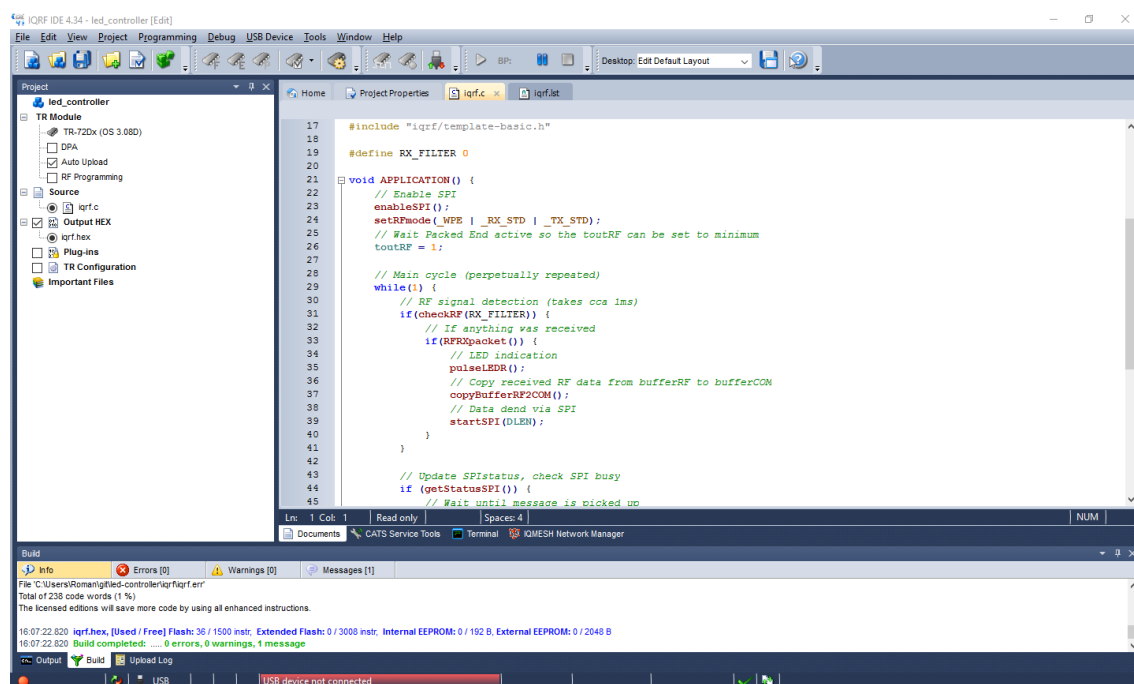 IQRF IDE 4.34 - led_controller [Edit]
File Edit View Project Programming Debug USB Device Tools Window Help
BP:
Desktop: Edit Default Layout
Project
led_controller
TR Module
TR-72Dx (OS 3.08D)
DPA
Auto Upload
RF Programming
Source
iqrf.c
Output HEX
iqrf.hex
Plug-ins
TR Configuration
Important Files
Home Project Properties iqrf.c iqrf.lst
17 #include "iqrf/template-basic.h"
18
19 #define RX_FILTER 0
20
21 void APPLICATION() {
22 // Enable SPI
23 enableSPI();
24 setRFmode(_WPE | _RX_STD | _TX_STD);
25 // Wait Packed End active so the toutRF can be set to minimum
26 toutRF = 1;
27
28 // Main cycle (perpetually repeated)
29 while(1) {
30 // RF signal detection (takes cca 1ms)
31 if(checkRF(RX_FILTER)) {
32 // If anything was received
33 if(RFRXpacket()) {
34 // LED indication
35 pulseLEDR();
36 // Copy received RF data from bufferRF to bufferCOM
37 copyBufferRF2COM();
38 // Data dend via SPI
39 startSPI(DLEN);
40 }
41 }
42
43 // Update SPIstatus, check SPI busy
44 if (getStatusSPI()) {
45 // Wait until message is picked up
Ln: 1 Col: 1 Read only Spaces: 4 NUM
Documents CATS Service Tools Terminal IQMESH Network Manager
Build
Info Errors [0] Warnings [0] Messages [1]
File 'C:\Users\Roman\git\led-controller\iqrf\iqrf.err'
Total of 238 code words (1 %)
The licensed editions will save more code by using all enhanced instructions.
16:07:22.820 iqrf.hex, [Used / Free] Flash: 36 / 1500 instr, Extended Flash: 0 / 3008 instr, Internal EEPROM: 0 / 192 B, External EEPROM: 0 / 2048 B
16:07:22.820 Build completed: ..... 0 errors, 0 warnings, 1 message
Output Build Upload Log
USB USB device not connected